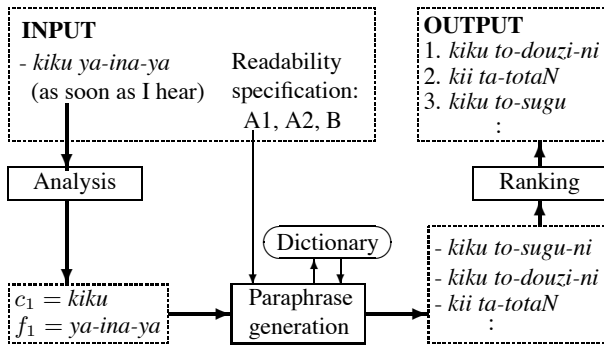 INPUT
- kiku ya-ina-ya
(as soon as I hear)
Readability
specification:
A1, A2, B
OUTPUT
1. kiku to-douzi-ni
2. kii ta-totaN
3. kiku to-sugu
:
Analysis
Ranking
Dictionary
c₁ = kiku
f₁ = ya-ina-ya
Paraphrase
generation
- kiku to-sugu-ni
- kiku to-douzi-ni
- kii ta-totaN
: